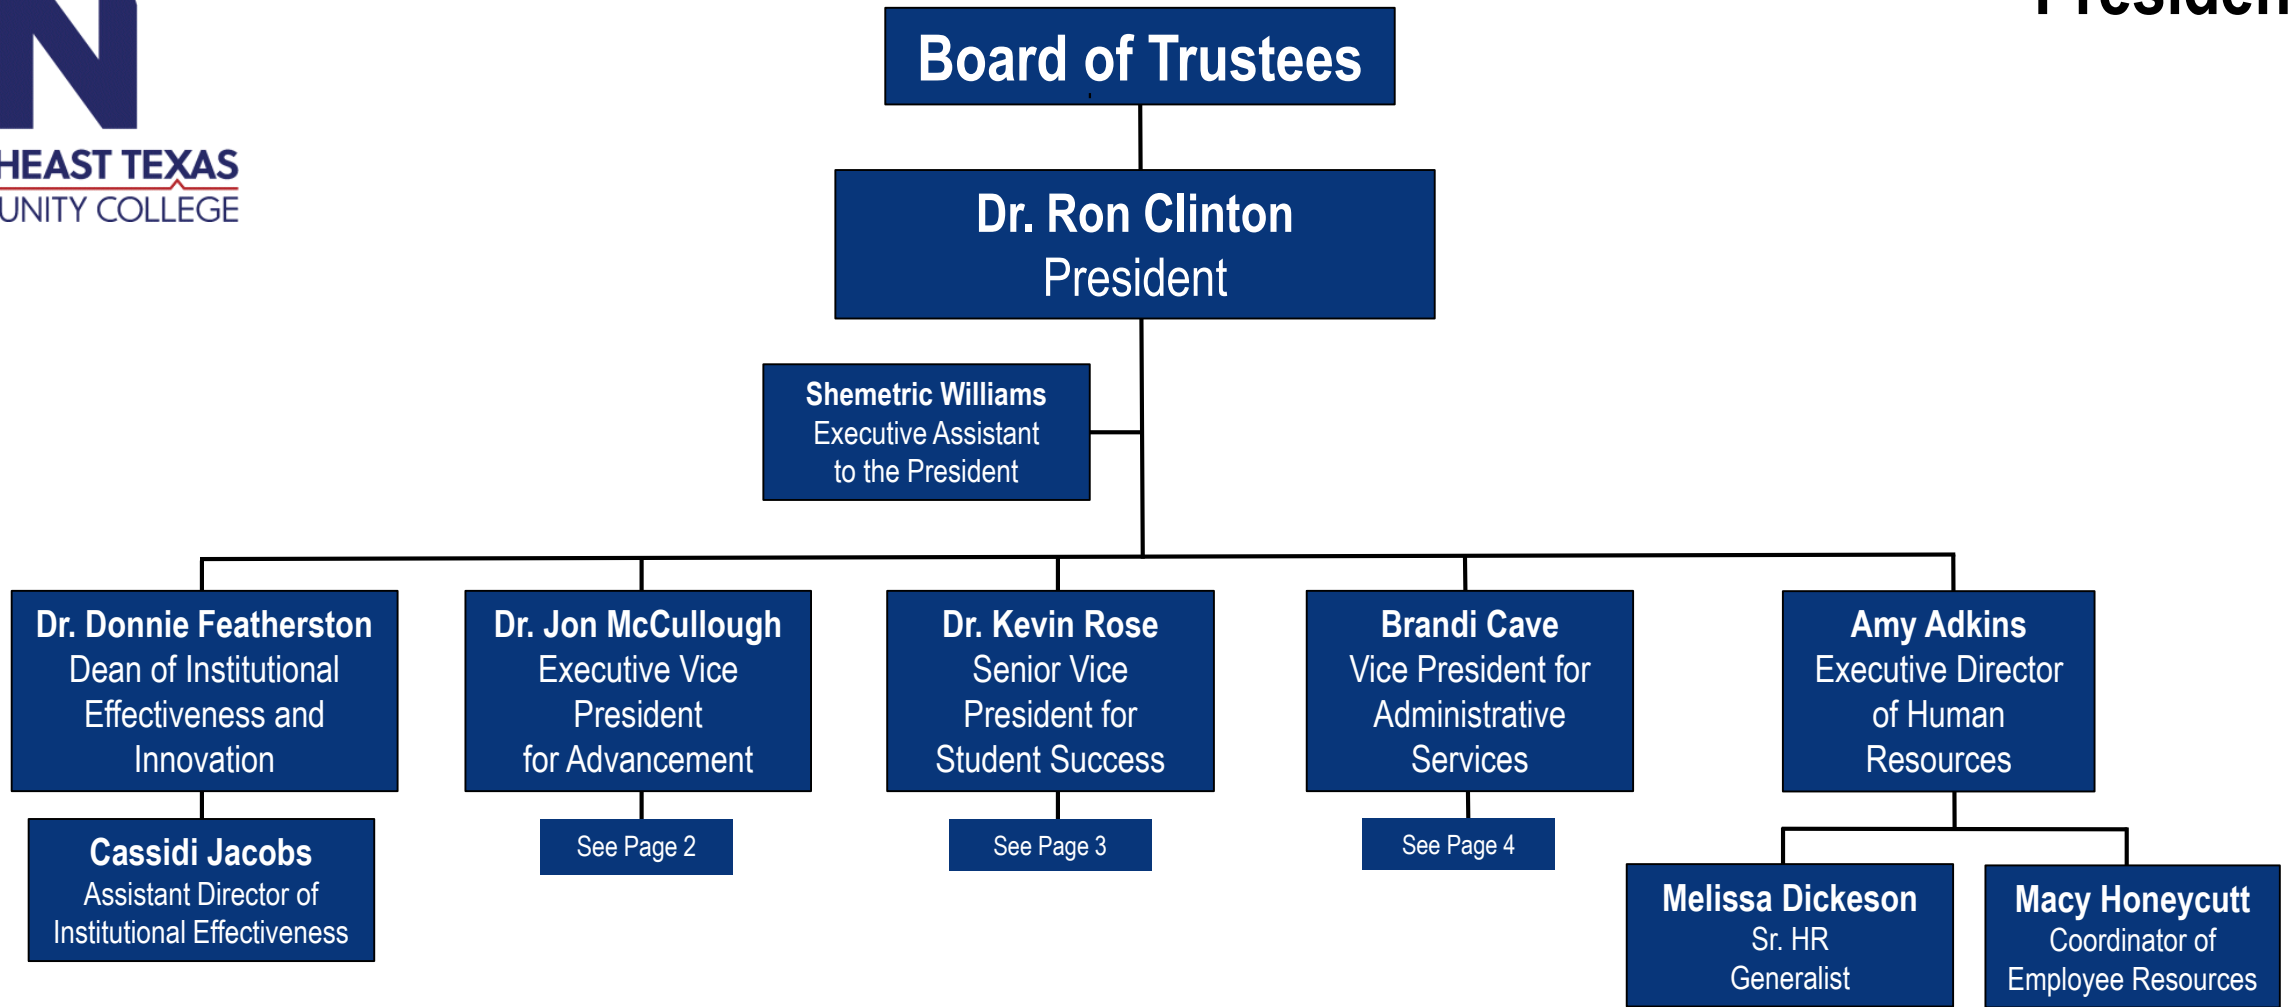 N
HEAST TEXAS
UNITY COLLEGE
Presiden
Board of Trustees
Dr. Ron Clinton
President
Shemetric Williams
Executive Assistant
to the President
Dr. Donnie Featherston
Dean of Institutional
Effectiveness and
Innovation
Dr. Jon McCullough
Executive Vice
President
for Advancement
Dr. Kevin Rose
Senior Vice
President for
Student Success
Brandi Cave
Vice President for
Administrative
Services
Amy Adkins
Executive Director
of Human
Resources
Cassidi Jacobs
Assistant Director of
Institutional Effectiveness
See Page 2
See Page 3
See Page 4
Melissa Dickeson
Sr. HR
Generalist
Macy Honeycutt
Coordinator of
Employee Resources